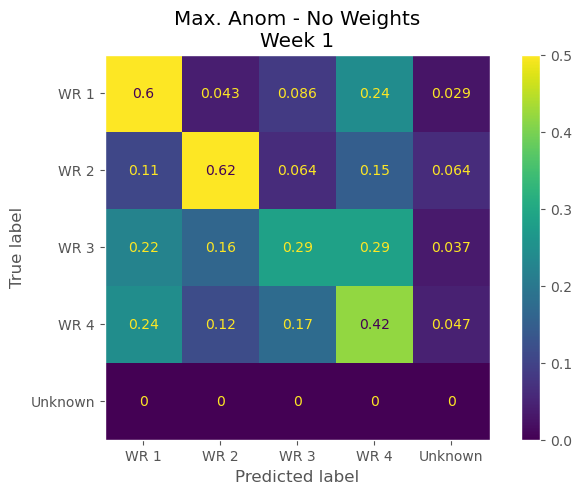 Max. Anom - No Weights
Week 1
True label
WR 1 0.6 0.043 0.086 0.24 0.029
WR 2 0.11 0.62 0.064 0.15 0.064
WR 3 0.22 0.16 0.29 0.29 0.037
WR 4 0.24 0.12 0.17 0.42 0.047
Unknown 0 0 0 0 0
WR 1 WR 2 WR 3 WR 4 Unknown
Predicted label
0.5
0.4
0.3
0.2
0.1
0.0